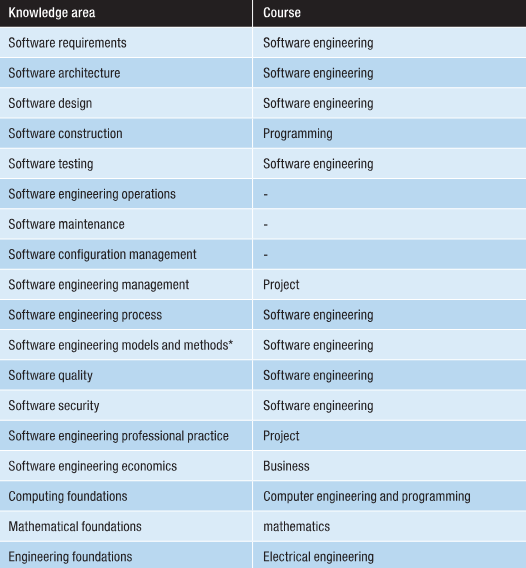 Knowledge area Course
Software requirements Software engineering
Software architecture Software engineering
Software design Software engineering
Software construction Programming
Software testing Software engineering
Software engineering operations -
Software maintenance -
Software configuration management -
Software engineering management Project
Software engineering process Software engineering
Software engineering models and methods* Software engineering
Software quality Software engineering
Software security Software engineering
Software engineering professional practice Project
Software engineering economics Business
Computing foundations Computer engineering and programming
Mathematical foundations mathematics
Engineering foundations Electrical engineering